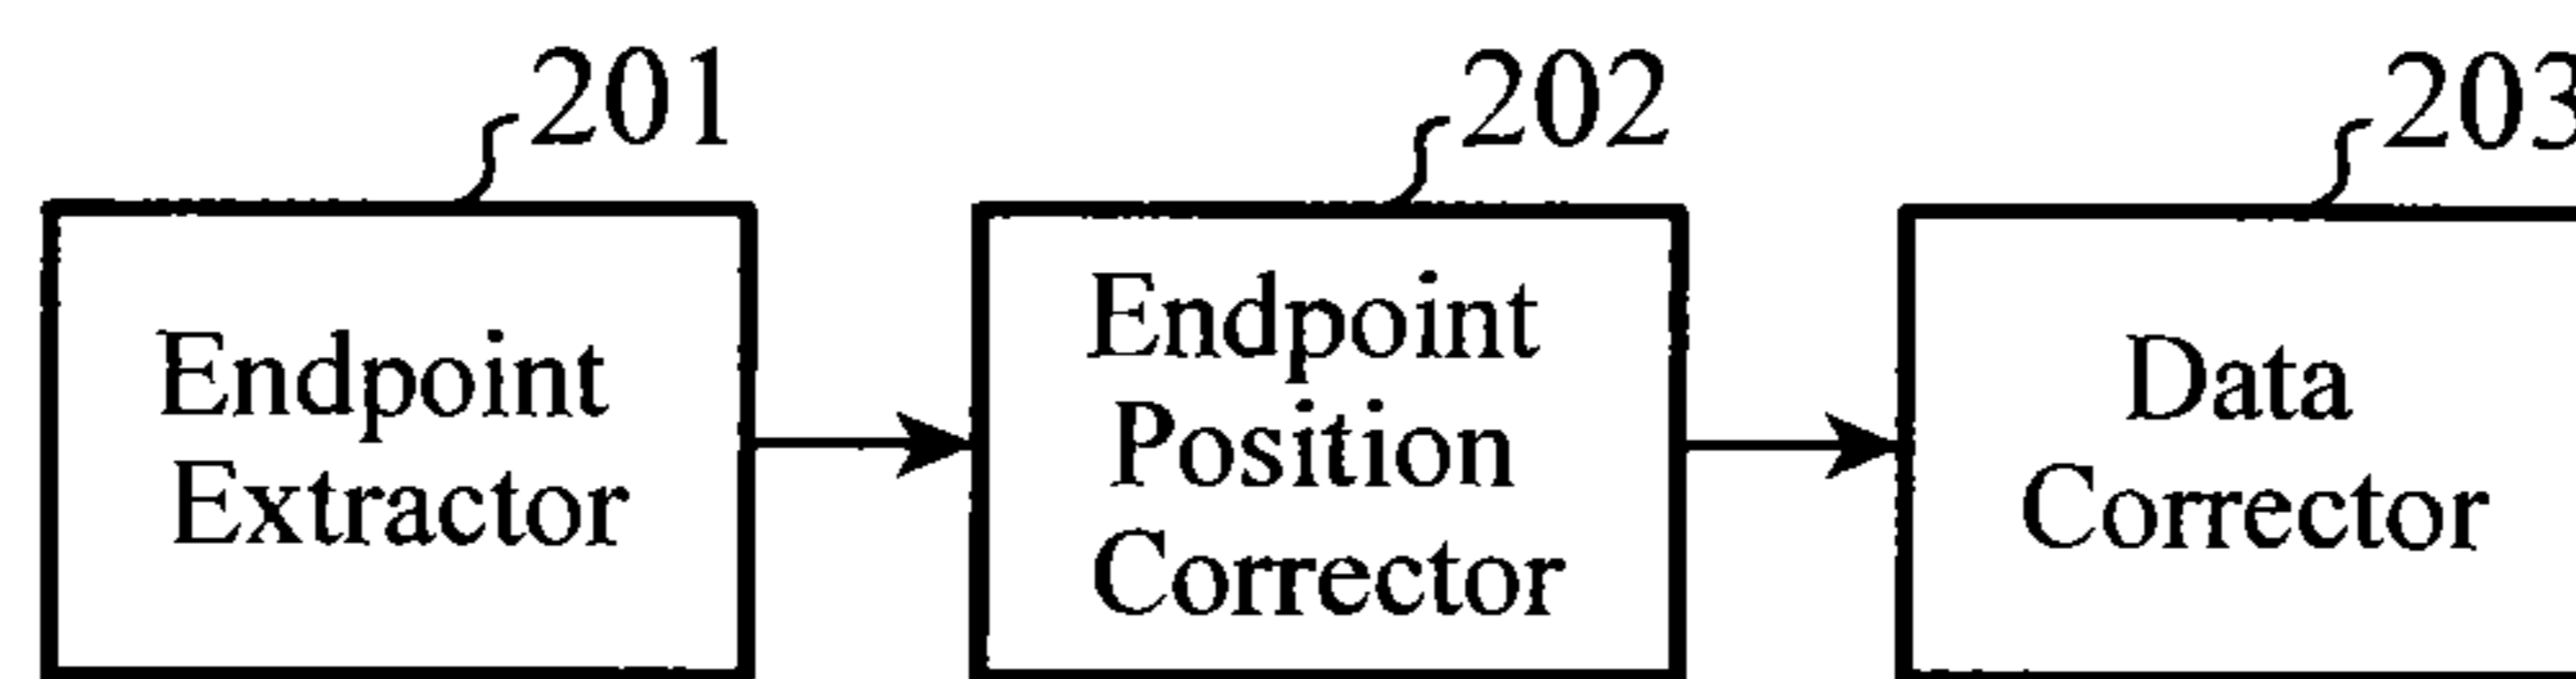 201
202
203
Endpoint
Extractor
Endpoint
Position
Corrector
Data
Corrector